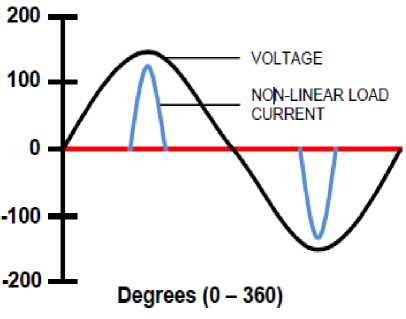 200
VOLTAGE
100
NON-LINEAR LOAD
CURRENT
0
-100
-200
Degrees (0 – 360)